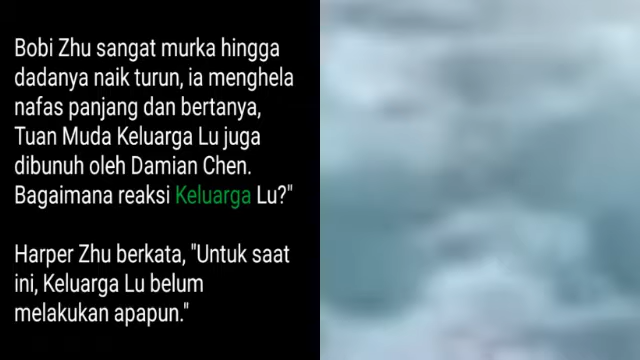 Bobi Zhu sangat murka hingga
dadanya naik turun, ia menghela
nafas panjang dan bertanya,
Tuan Muda Keluarga Lu juga
dibunuh oleh Damian Chen.
Bagaimana reaksi Keluarga Lu?"
Harper Zhu berkata, "Untuk saat
ini, Keluarga Lu belum
melakukan apapun."